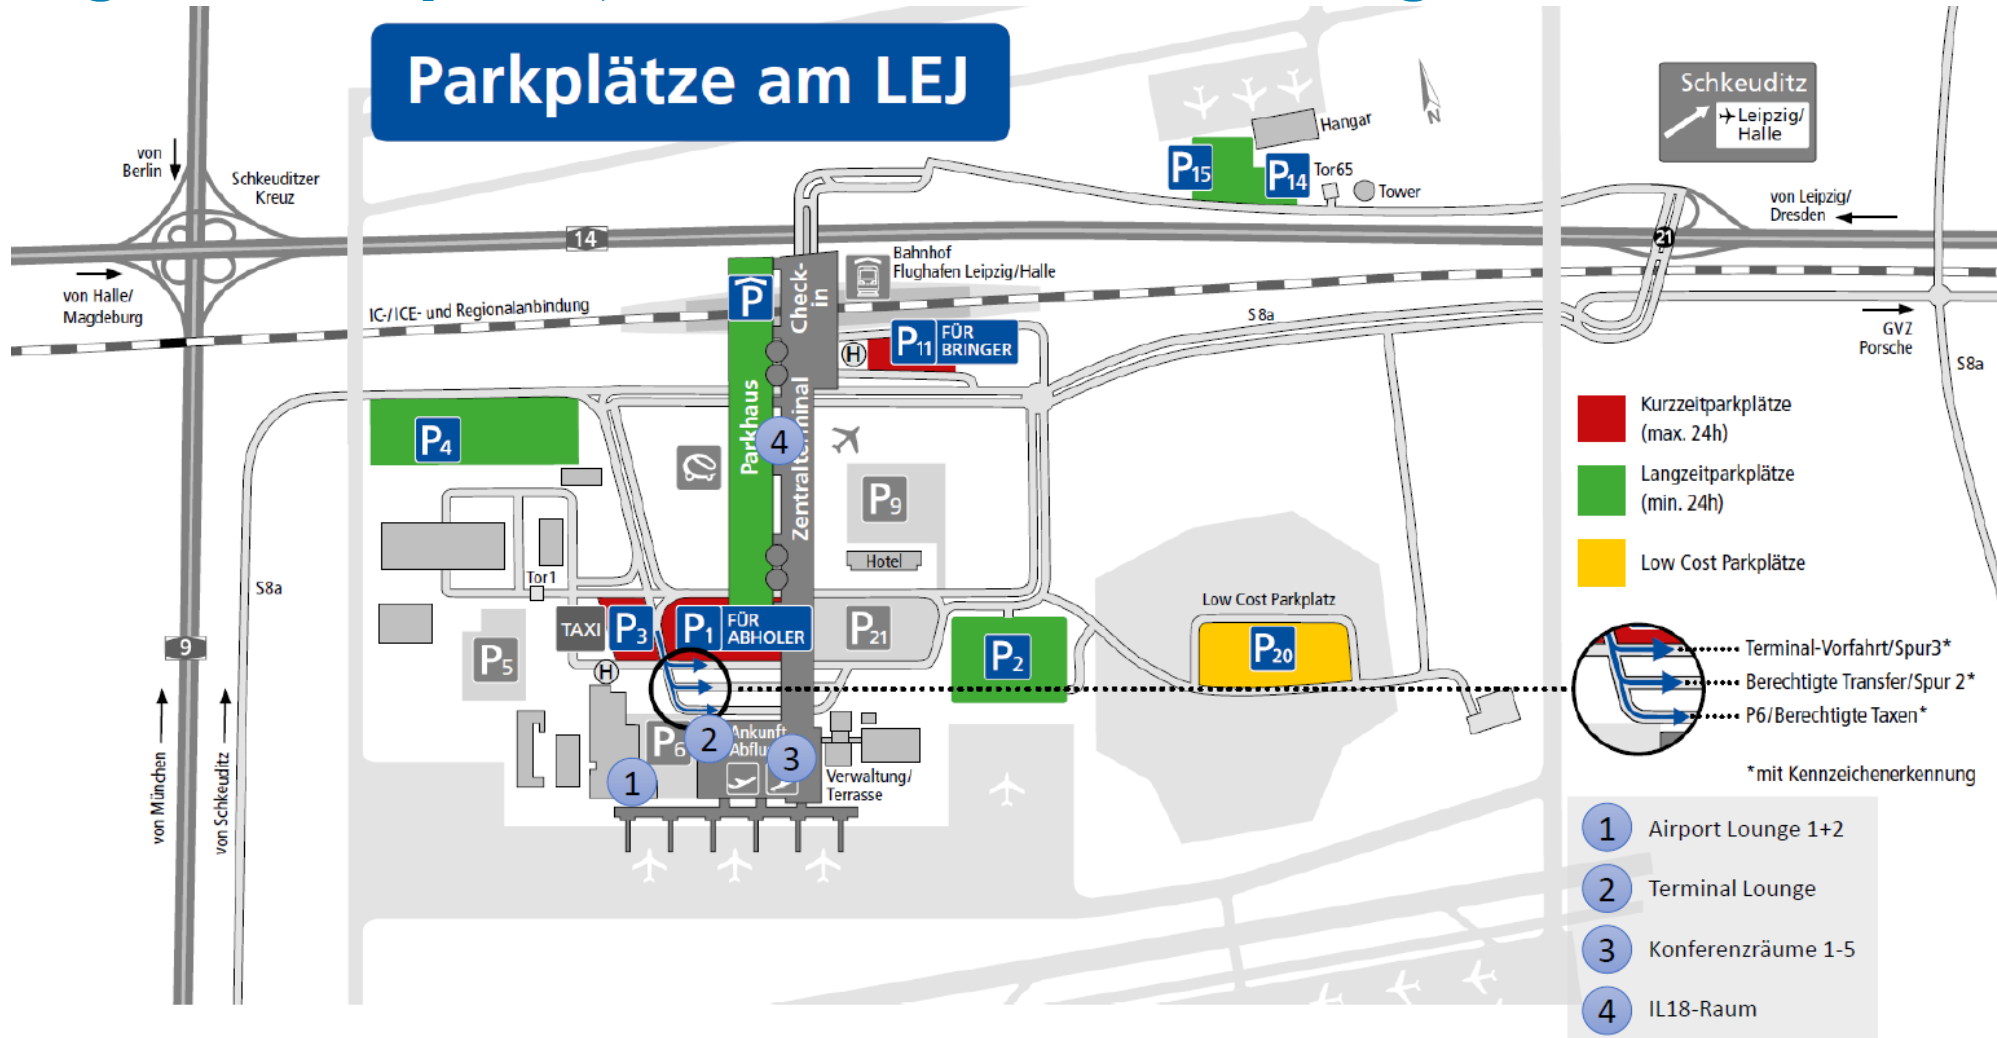 Parkplätze am LEJ
Schkeuditz
Leipzig/
Halle
Hangar
N
P15
P14
Tor65
Tower
von
Berlin
Schkeuditzer
Kreuz
von Leipzig/
Dresden
14
21
von Halle/
Magdeburg
IC-/ICE- und Regionalanbindung
P
Check-
in
Bahnhof
Flughafen Leipzig/Halle
S8a
GVZ
Porsche
S8a
H
P11
FÜR
BRINGER
Parkhaus
Zentralterminal
4
P4
P9
Hotel
Kurzzeitparkplätze
(max. 24h)
Langzeitparkplätze
(min. 24h)
Low Cost Parkplätze
S8a
Tor1
TAXI
P3
P1
FÜR
ABHOLER
P21
P2
Low Cost Parkplatz
P20
P5
H
9
Terminal-Vorfahrt/Spur3*
Berechtigte Transfer/Spur 2*
P6/Berechtigte Taxen*
*mit Kennzeichenerkennung
P6
2
Ankunft
Abflu
3
1
Verwaltung/
Terrasse
von München
von Schkeuditz
1 Airport Lounge 1+2
2 Terminal Lounge
3 Konferenzräume 1-5
4 IL18-Raum